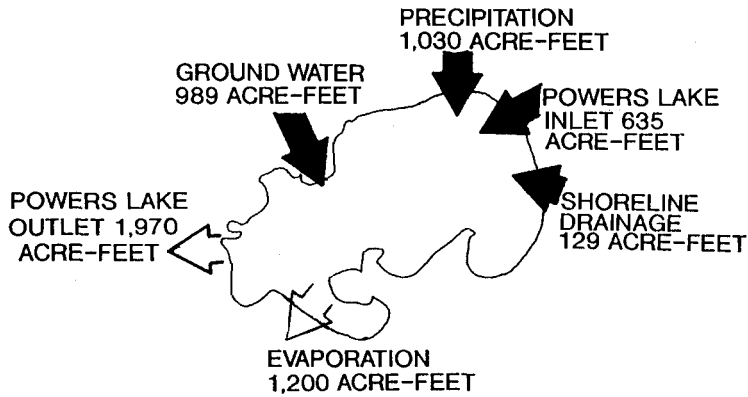 PRECIPITATION
1,030 ACRE-FEET
GROUND WATER
989 ACRE-FEET
POWERS LAKE
INLET 635
ACRE-FEET
POWERS LAKE
OUTLET 1,970
ACRE-FEET
SHORELINE
DRAINAGE
129 ACRE-FEET
EVAPORATION
1,200 ACRE-FEET